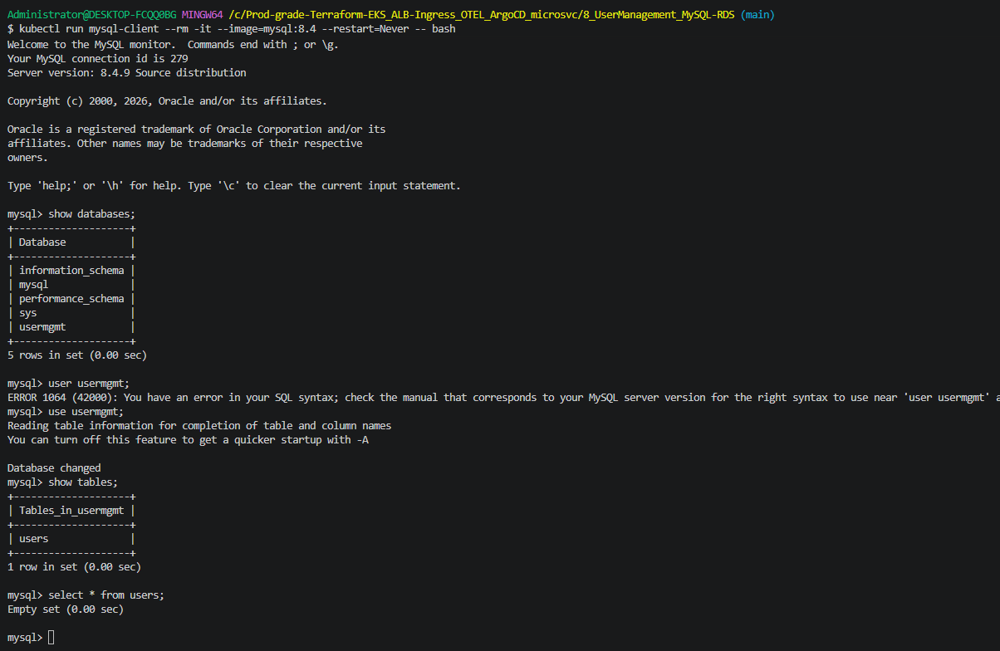 Administrator@DESKTOP-FCQQ0BG MINGW64 /c/Prod-grade-Terraform-EKS_ALB-Ingress_OTEL_ArgoCD_microsvc/8_UserManagement_MySQL-RDS (main)
$ kubectl run mysql-client --rm -it --image=mysql:8.4 --restart=Never -- bash
Welcome to the MySQL monitor.  Commands end with ; or \g.
Your MySQL connection id is 279
Server version: 8.4.9 Source distribution

Copyright (c) 2000, 2026, Oracle and/or its affiliates.

Oracle is a registered trademark of Oracle Corporation and/or its
affiliates. Other names may be trademarks of their respective
owners.

Type 'help;' or '\h' for help. Type '\c' to clear the current input statement.

mysql> show databases;
+--------------------+
| Database           |
+--------------------+
| information_schema |
| mysql              |
| performance_schema |
| sys                |
| usermgmt           |
+--------------------+
5 rows in set (0.00 sec)

mysql> user usermgmt;
ERROR 1064 (42000): You have an error in your SQL syntax; check the manual that corresponds to your MySQL server version for the right syntax to use near 'user usermgmt' a
mysql> use usermgmt;
Reading table information for completion of table and column names
You can turn off this feature to get a quicker startup with -A

Database changed
mysql> show tables;
+--------------------+
| Tables_in_usermgmt |
+--------------------+
| users              |
+--------------------+
1 row in set (0.00 sec)

mysql> select * from users;
Empty set (0.00 sec)

mysql>